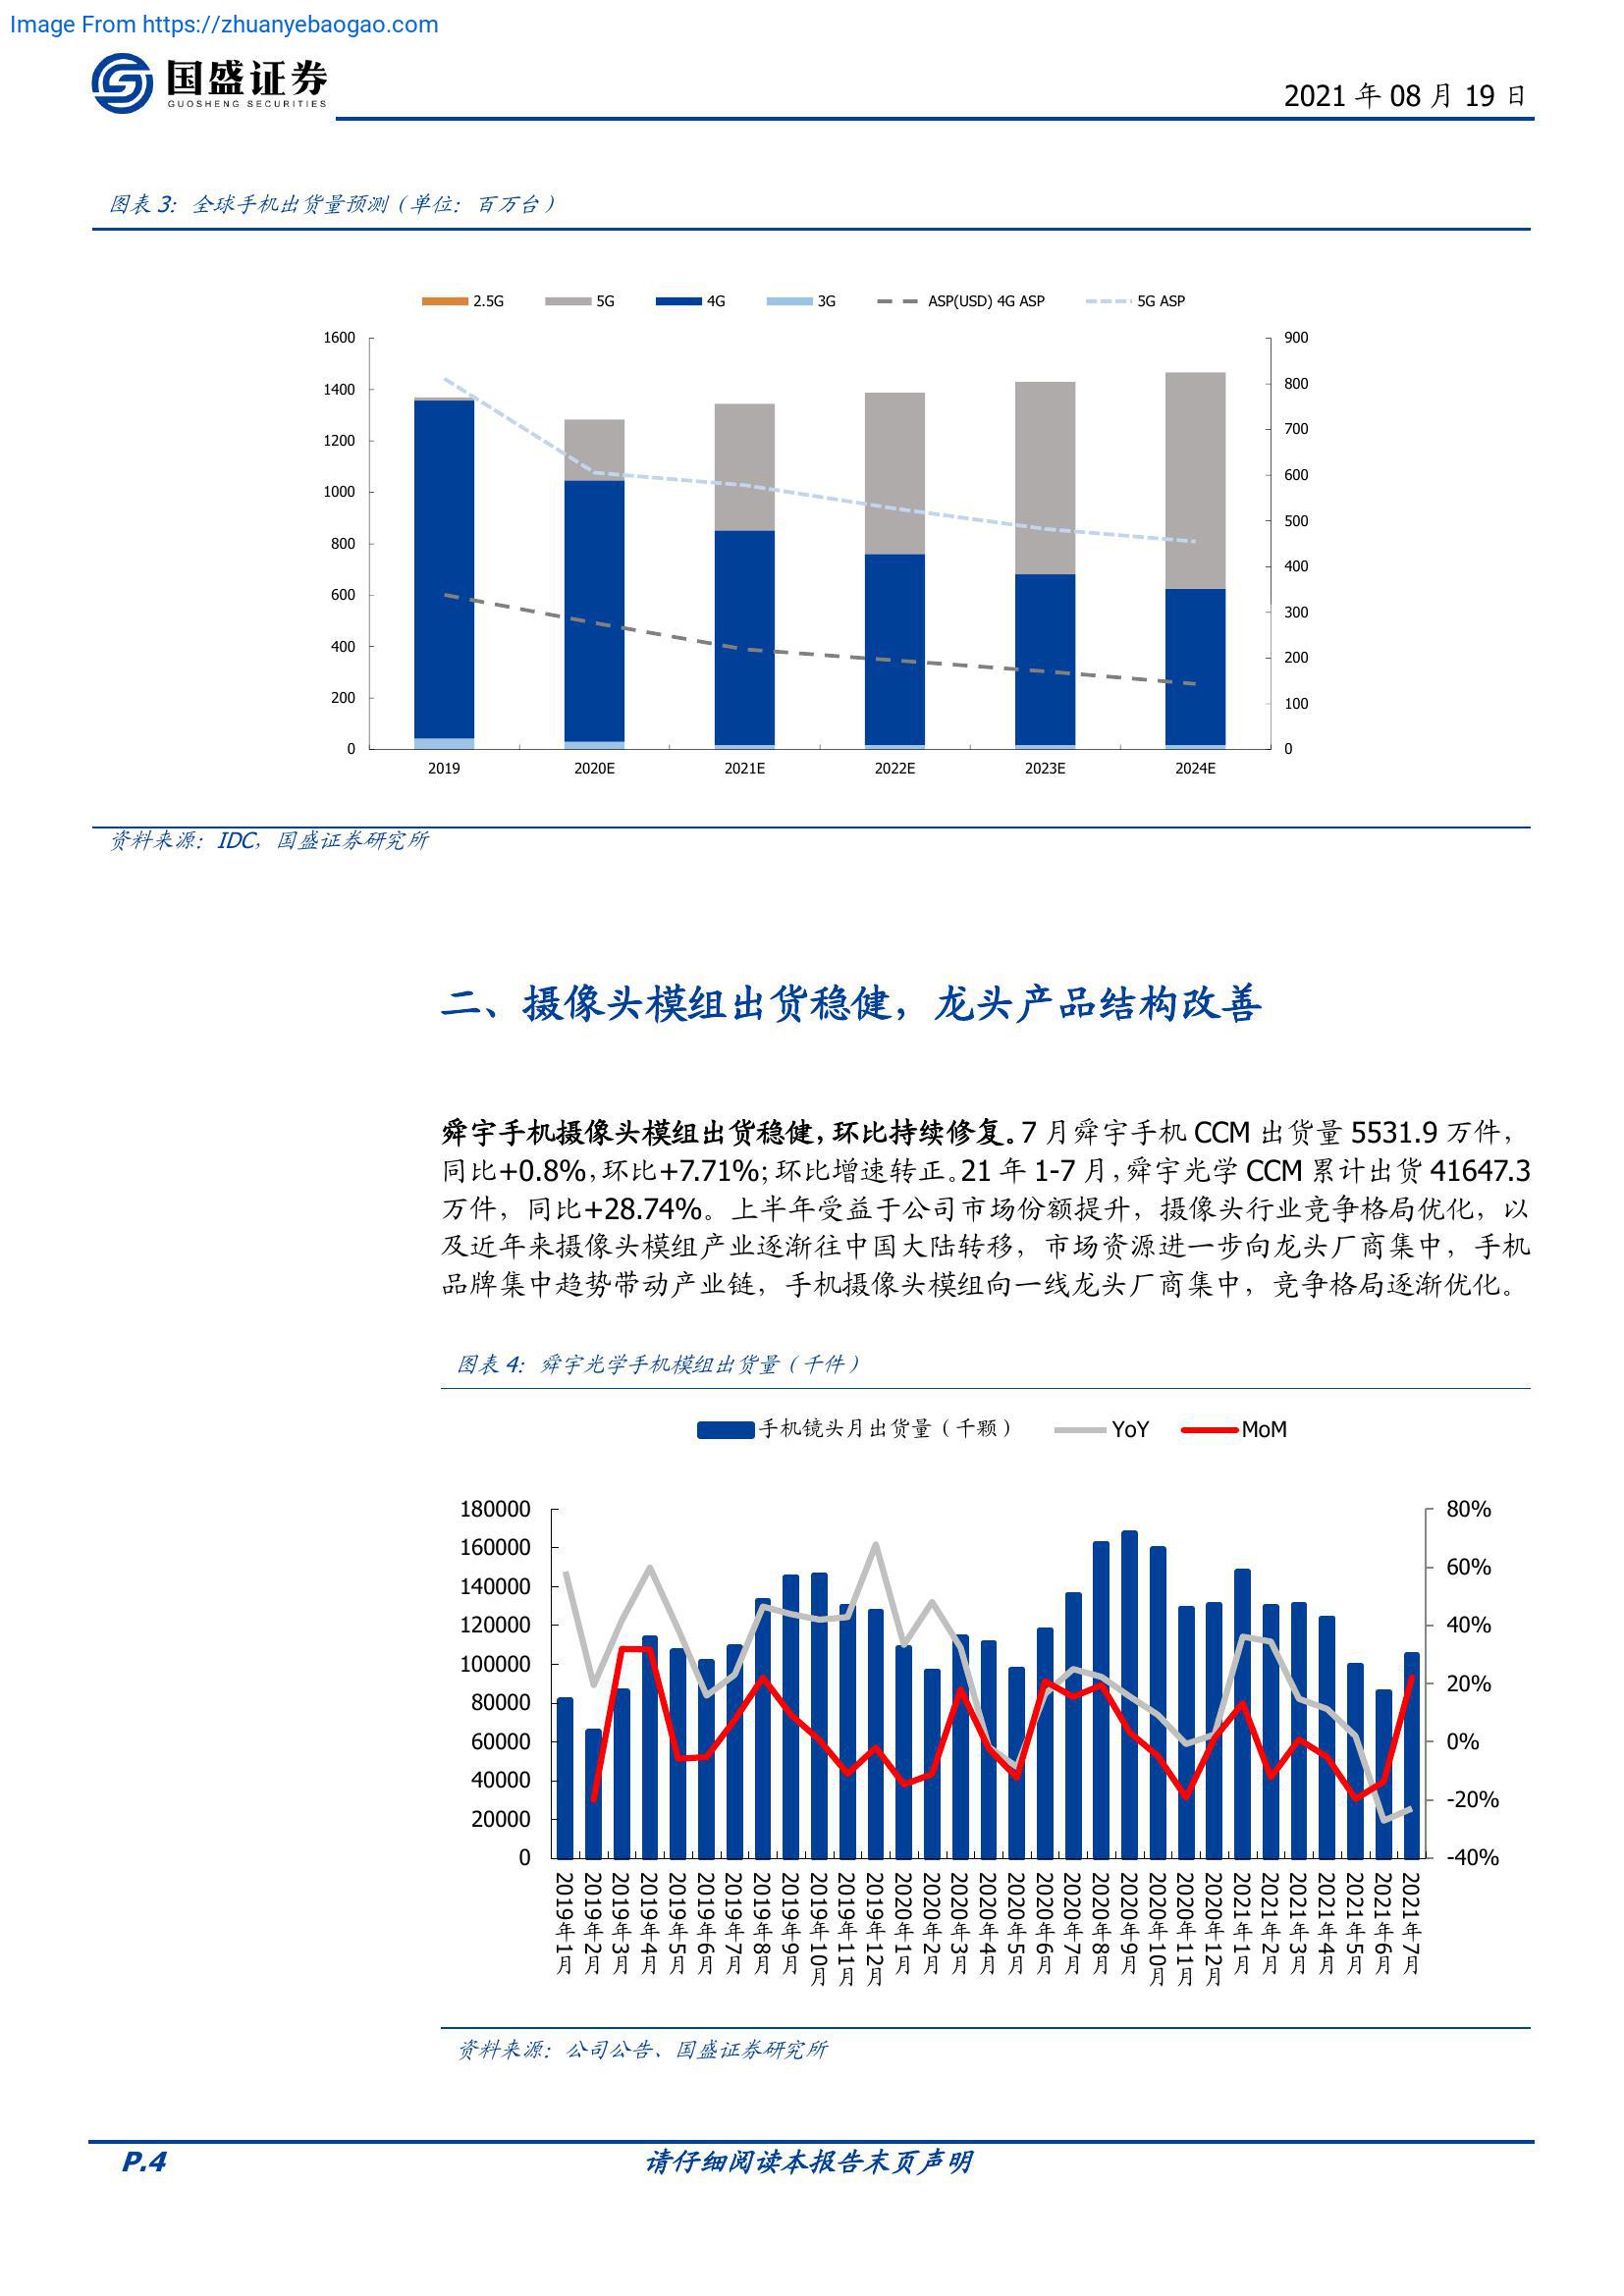 Image From https://zhuanyebaogao.com
国盛证券
GUOSHENG SECURITIES
2021 年 08 月 19 日
图表 3：全球手机出货量预测（单位：百万台）
2.5G 5G 4G 3G ASP(USD) 4G ASP 5G ASP
1600 900
1400 800
1200 700
1000 600
800 500
600 400
400 300
200 200
0 100
0
2019 2020E 2021E 2022E 2023E 2024E
资料来源：IDC，国盛证券研究所
二、摄像头模组出货稳健，龙头产品结构改善
舜宇手机摄像头模组出货稳健，环比持续修复。7 月舜宇手机 CCM 出货量 5531.9 万件，
同比+0.8%，环比+7.71%；环比增速转正。21 年 1-7 月，舜宇光学 CCM 累计出货 41647.3
万件，同比+28.74%。上半年受益于公司市场份额提升，摄像头行业竞争格局优化，以
及近年来摄像头模组产业逐渐往中国大陆转移，市场资源进一步向龙头厂商集中，手机
品牌集中趋势带动产业链，手机摄像头模组向一线龙头厂商集中，竞争格局逐渐优化。
图表 4：舜宇光学手机模组出货量（千件）
手机镜头月出货量（千颗） YoY MoM
180000 80%
160000 60%
140000 40%
120000 20%
100000 0%
80000 -20%
60000 -40%
40000
20000
0
2019年1月
2019年2月
2019年3月
2019年4月
2019年5月
2019年6月
2019年7月
2019年8月
2019年9月
2019年10月
2019年11月
2019年12月
2020年1月
2020年2月
2020年3月
2020年4月
2020年5月
2020年6月
2020年7月
2020年8月
2020年9月
2020年10月
2020年11月
2020年12月
2021年1月
2021年2月
2021年3月
2021年4月
2021年5月
2021年6月
2021年7月
资料来源：公司公告、国盛证券研究所
P.4 请仔细阅读本报告末页声明